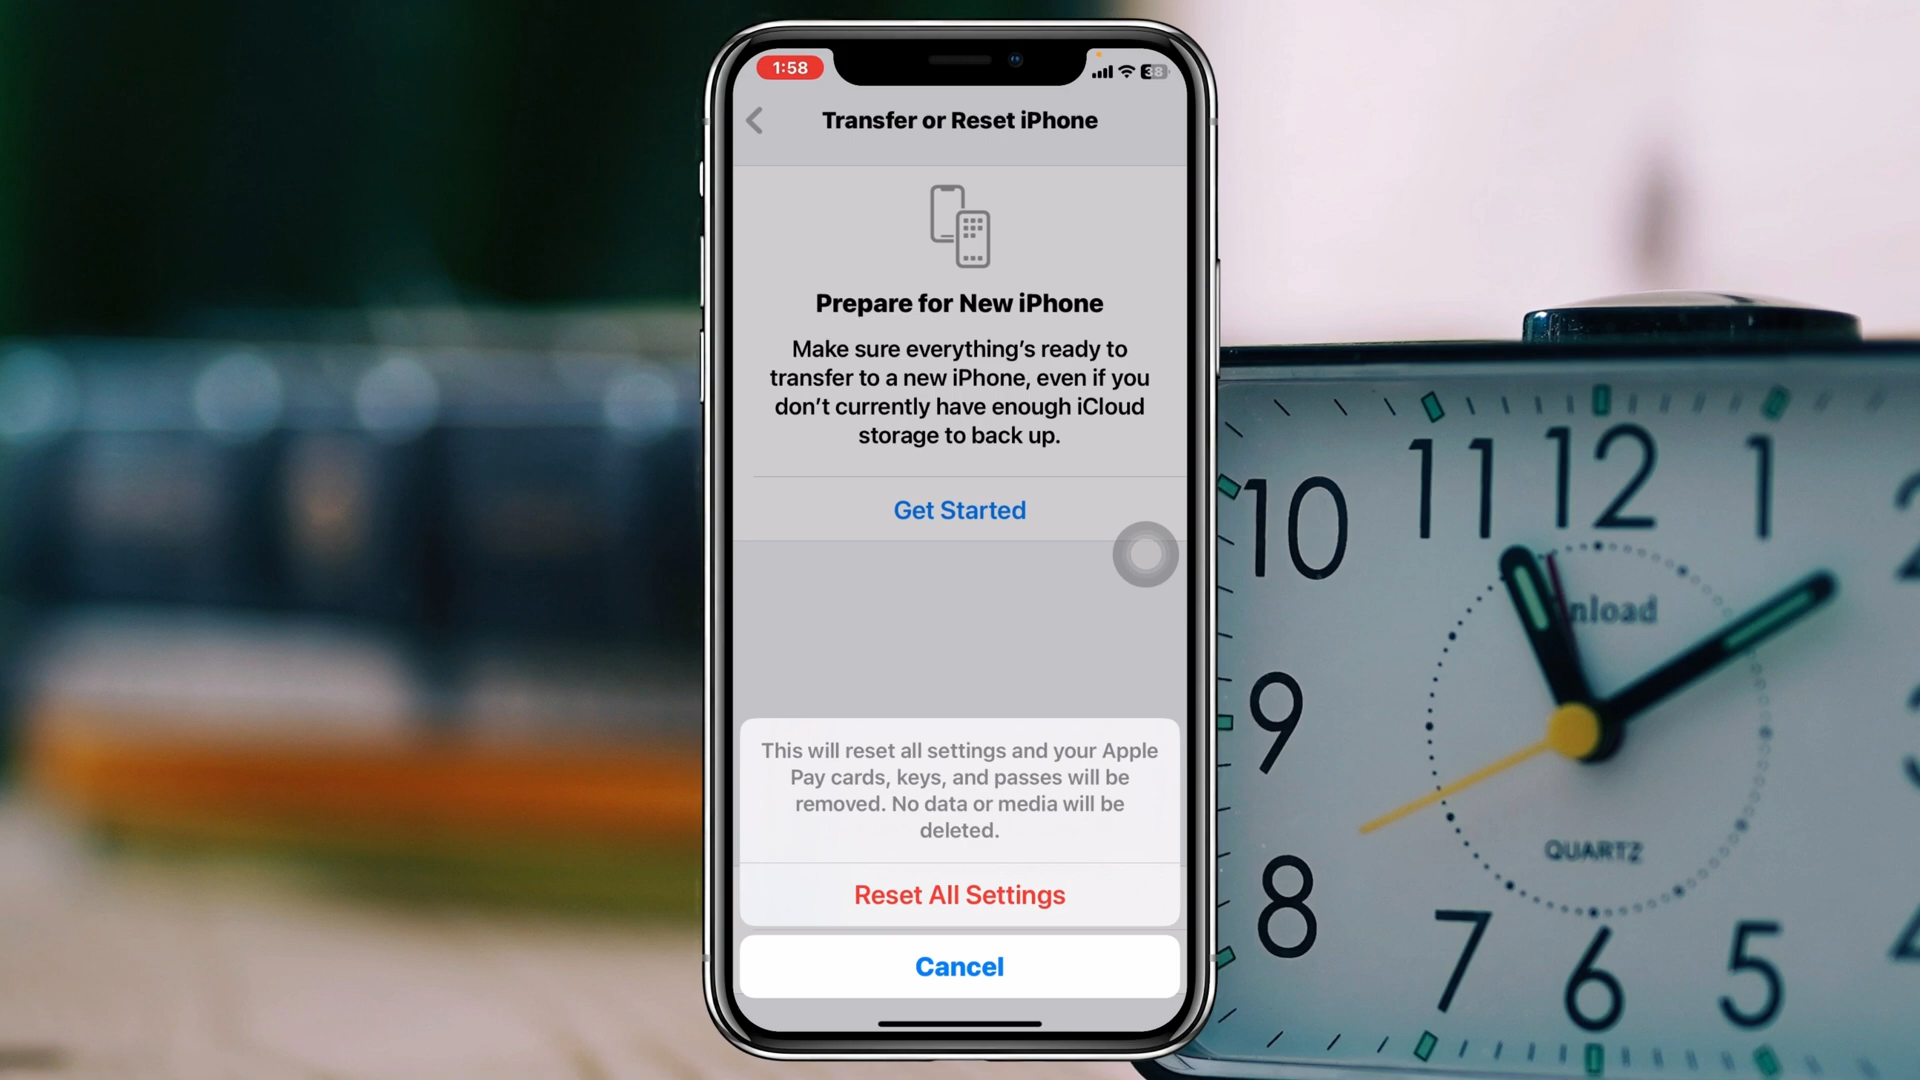 1:58
38
Transfer or Reset iPhone
Prepare for New iPhone
Make sure everything’s ready to
transfer to a new iPhone, even if you
don’t currently have enough iCloud
storage to back up.
Get Started
This will reset all settings and your Apple
Pay cards, keys, and passes will be
removed. No data or media will be
deleted.
Reset All Settings
Cancel
11 12 1
10
9
8
7 6 5
nload
QUARTZ